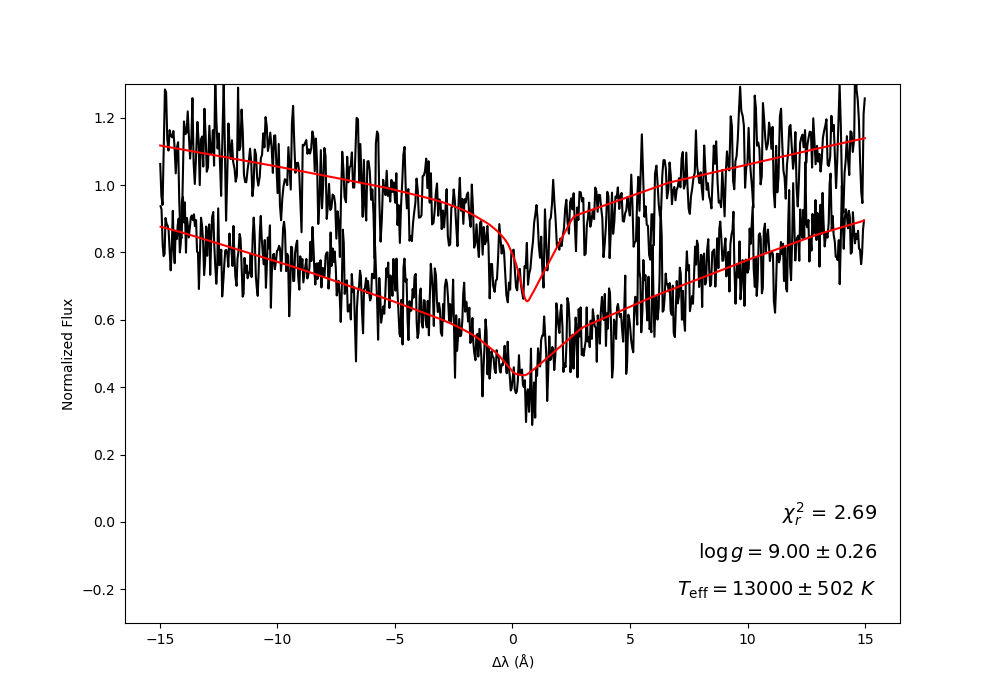 1.2
1.0
0.8
0.6
0.4
0.2
0.0
−0.2
Normalized Flux
χ²ᵣ = 2.69
log g = 9.00 ± 0.26
T_eff = 13000 ± 502 K
−15 −10 −5 0 5 10 15
Δλ (Å)